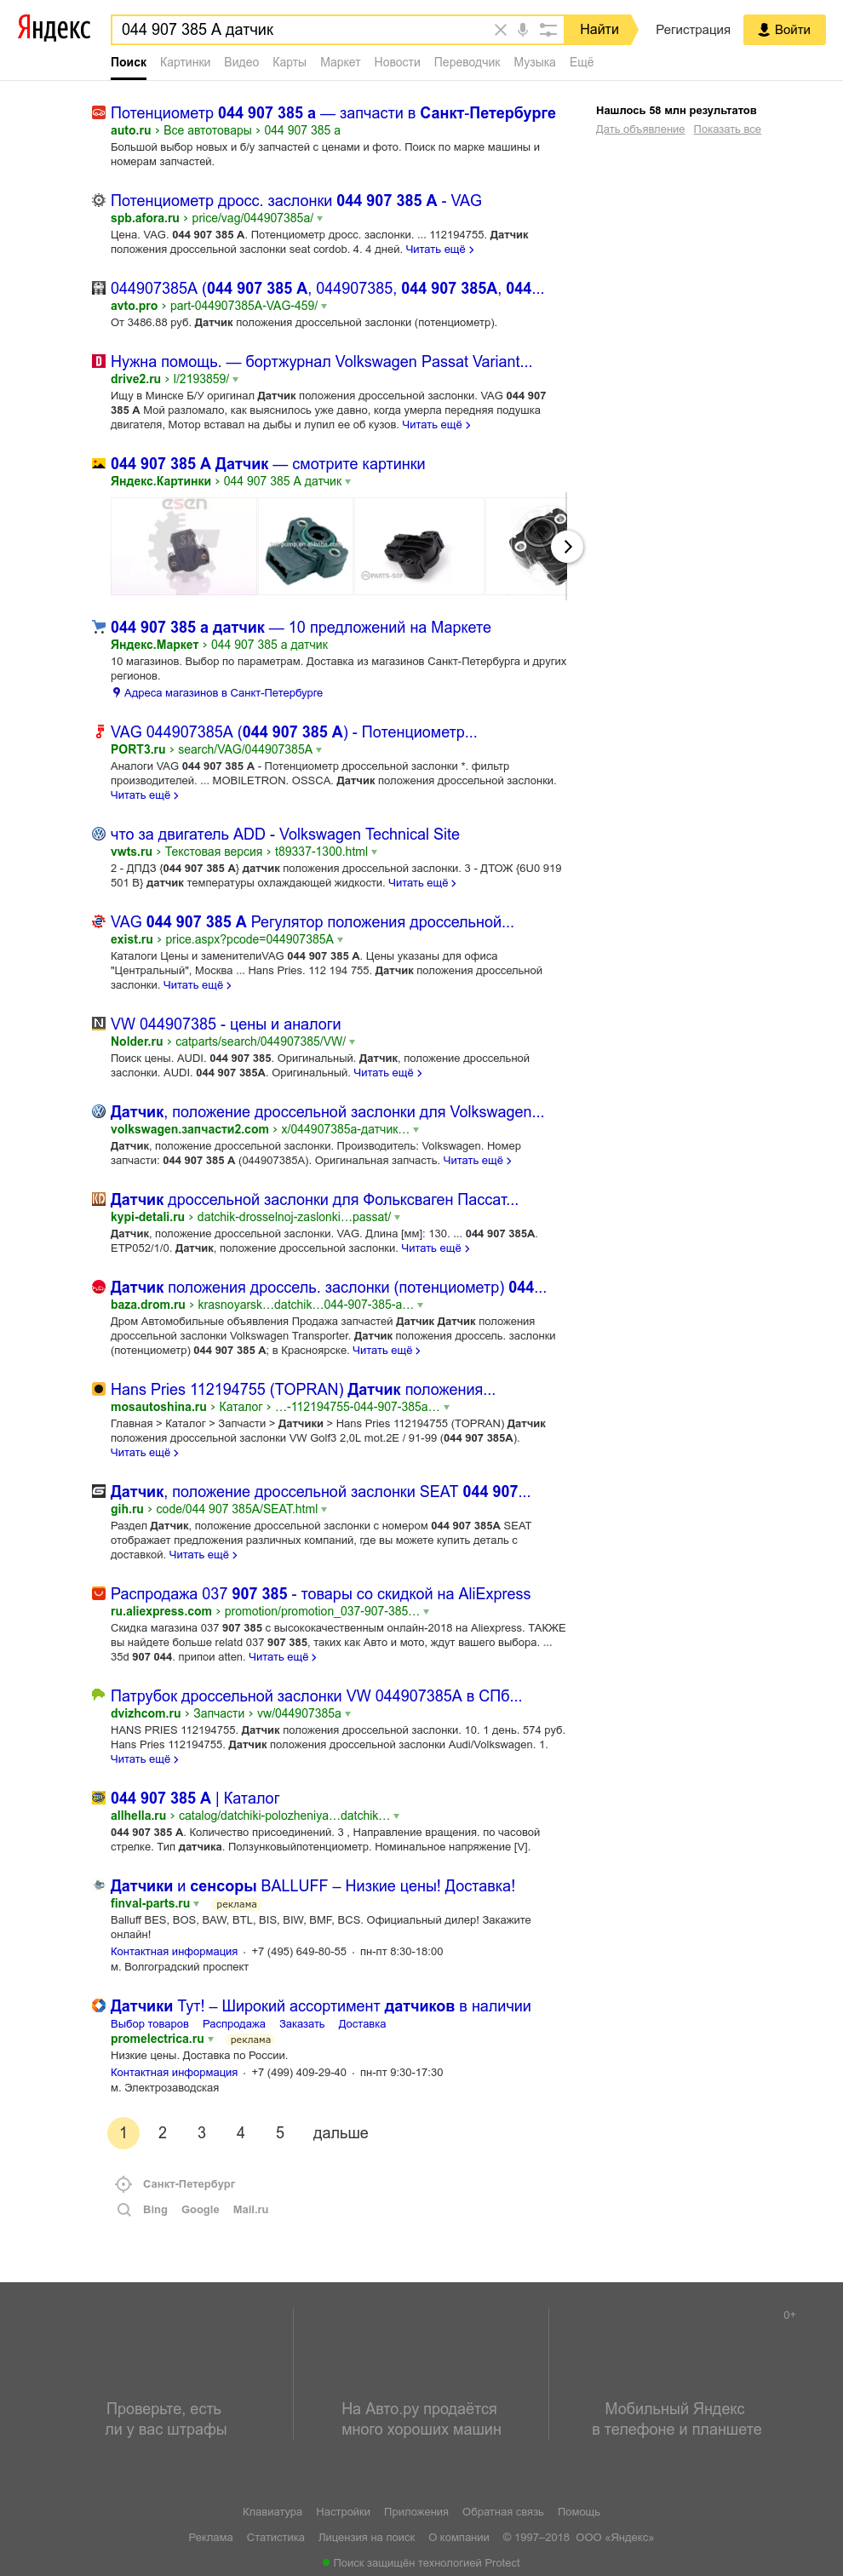 Яндекс
044 907 385 А датчик
Найти
Регистрация
Войти
Поиск Картинки Видео Карты Маркет Новости Переводчик Музыка Ещё
Нашлось 58 млн результатов
Дать объявление Показать все
Потенциометр 044 907 385 a — запчасти в Санкт-Петербурге
auto.ru › Все автотовары › 044 907 385 a
Большой выбор новых и б/у запчастей с ценами и фото. Поиск по марке машины и
номерам запчастей.
Потенциометр дросс. заслонки 044 907 385 A - VAG
spb.afora.ru › price/vag/044907385a/
Цена. VAG. 044 907 385 A. Потенциометр дросс. заслонки. ... 112194755. Датчик
положения дроссельной заслонки seat cordob. 4. 4 дней. Читать ещё ›
044907385A (044 907 385 A, 044907385, 044 907 385A, 044...
avto.pro › part-044907385A-VAG-459/
От 3486.88 руб. Датчик положения дроссельной заслонки (потенциометр).
Нужна помощь. — бортжурнал Volkswagen Passat Variant...
drive2.ru › l/2193859/
Ищу в Минске Б/У оригинал Датчик положения дроссельной заслонки. VAG 044 907
385 A Мой разломало, как выяснилось уже давно, когда умерла передняя подушка
двигателя, Мотор вставал на дыбы и лупил ее об кузов. Читать ещё ›
044 907 385 А Датчик — смотрите картинки
Яндекс.Картинки › 044 907 385 А датчик
044 907 385 а датчик — 10 предложений на Маркете
Яндекс.Маркет › 044 907 385 а датчик
10 магазинов. Выбор по параметрам. Доставка из магазинов Санкт-Петербурга и других
регионов.
Адреса магазинов в Санкт-Петербурге
VAG 044907385A (044 907 385 A) - Потенциометр...
PORT3.ru › search/VAG/044907385A
Аналоги VAG 044 907 385 A - Потенциометр дроссельной заслонки *. фильтр
производителей. ... MOBILETRON. OSSCA. Датчик положения дроссельной заслонки.
Читать ещё ›
что за двигатель ADD - Volkswagen Technical Site
vwts.ru › Текстовая версия › t89337-1300.html
2 - ДПДЗ {044 907 385 A} датчик положения дроссельной заслонки. 3 - ДТОЖ {6U0 919
501 B} датчик температуры охлаждающей жидкости. Читать ещё ›
VAG 044 907 385 A Регулятор положения дроссельной...
exist.ru › price.aspx?pcode=044907385A
Каталоги Цены и заменителиVAG 044 907 385 A. Цены указаны для офиса
"Центральный", Москва ... Hans Pries. 112 194 755. Датчик положения дроссельной
заслонки. Читать ещё ›
VW 044907385 - цены и аналоги
Nolder.ru › catparts/search/044907385/VW/
Поиск цены. AUDI. 044 907 385. Оригинальный. Датчик, положение дроссельной
заслонки. AUDI. 044 907 385A. Оригинальный. Читать ещё ›
Датчик, положение дроссельной заслонки для Volkswagen...
volkswagen.запчасти2.com › x/044907385a-датчик...
Датчик, положение дроссельной заслонки. Производитель: Volkswagen. Номер
запчасти: 044 907 385 A (044907385A). Оригинальная запчасть. Читать ещё ›
Датчик дроссельной заслонки для Фольксваген Пассат...
kypi-detali.ru › datchik-drosselnoj-zaslonki...passat/
Датчик, положение дроссельной заслонки. VAG. Длина [мм]: 130. ... 044 907 385A.
ETP052/1/0. Датчик, положение дроссельной заслонки. Читать ещё ›
Датчик положения дроссель. заслонки (потенциометр) 044...
baza.drom.ru › krasnoyarsk...datchik...044-907-385-a...
Дром Автомобильные объявления Продажа запчастей Датчик Датчик положения
дроссельной заслонки Volkswagen Transporter. Датчик положения дроссель. заслонки
(потенциометр) 044 907 385 A; в Красноярске. Читать ещё ›
Hans Pries 112194755 (TOPRAN) Датчик положения...
mosautoshina.ru › Каталог › ...-112194755-044-907-385a...
Главная > Каталог > Запчасти > Датчики > Hans Pries 112194755 (TOPRAN) Датчик
положения дроссельной заслонки VW Golf3 2,0L mot.2E / 91-99 (044 907 385A).
Читать ещё ›
Датчик, положение дроссельной заслонки SEAT 044 907...
gih.ru › code/044 907 385A/SEAT.html
Раздел Датчик, положение дроссельной заслонки с номером 044 907 385A SEAT
отображает предложения различных компаний, где вы можете купить деталь с
доставкой. Читать ещё ›
Распродажа 037 907 385 - товары со скидкой на AliExpress
ru.aliexpress.com › promotion/promotion_037-907-385...
Скидка магазина 037 907 385 с высококачественным онлайн-2018 на Aliexpress. ТАКЖЕ
вы найдете больше relatd 037 907 385, таких как Авто и мото, ждут вашего выбора. ...
35d 907 044. припои atten. Читать ещё ›
Патрубок дроссельной заслонки VW 044907385A в СПб...
dvizhcom.ru › Запчасти › vw/044907385a
HANS PRIES 112194755. Датчик положения дроссельной заслонки. 10. 1 день. 574 руб.
Hans Pries 112194755. Датчик положения дроссельной заслонки Audi/Volkswagen. 1.
Читать ещё ›
044 907 385 A | Каталог
allhella.ru › catalog/datchiki-polozheniya...datchik...
044 907 385 A. Количество присоединений. 3 , Направление вращения. по часовой
стрелке. Тип датчика. Ползунковыйпотенциометр. Номинальное напряжение [V].
Датчики и сенсоры BALLUFF – Низкие цены! Доставка!
finval-parts.ru реклама
Balluff BES, BOS, BAW, BTL, BIS, BIW, BMF, BCS. Официальный дилер! Закажите
онлайн!
Контактная информация · +7 (495) 649-80-55 · пн-пт 8:30-18:00
м. Волгоградский проспект
Датчики Тут! – Широкий ассортимент датчиков в наличии
Выбор товаров Распродажа Заказать Доставка
promelectrica.ru реклама
Низкие цены. Доставка по России.
Контактная информация · +7 (499) 409-29-40 · пн-пт 9:30-17:30
м. Электрозаводская
1 2 3 4 5 дальше
Санкт-Петербург
Bing Google Mail.ru
0+
Проверьте, есть
ли у вас штрафы
На Авто.ру продаётся
много хороших машин
Мобильный Яндекс
в телефоне и планшете
Клавиатура Настройки Приложения Обратная связь Помощь
Реклама Статистика Лицензия на поиск О компании © 1997–2018 ООО «Яндекс»
Поиск защищён технологией Protect